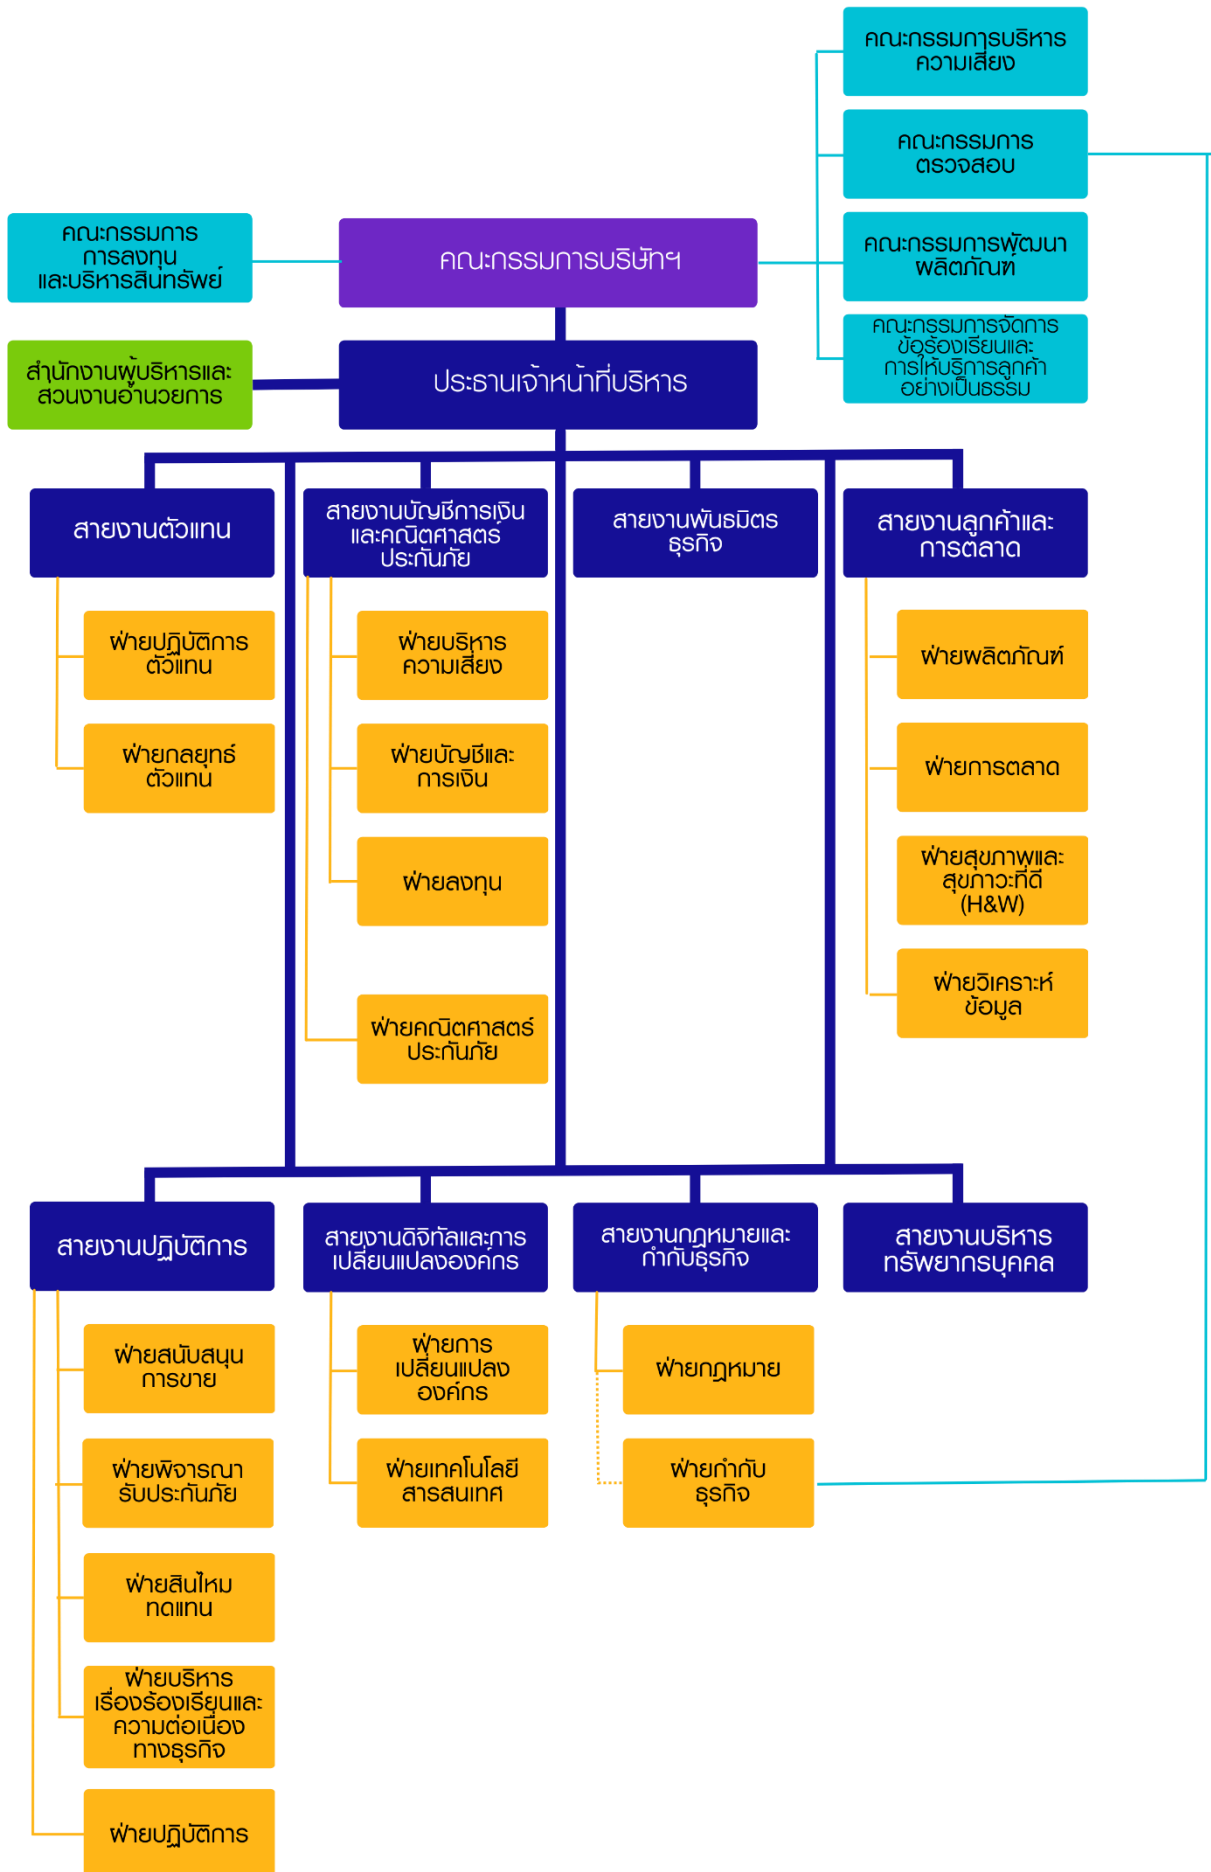 คณะกรรมการบริหาร
ความเสี่ยง
คณะกรรมการ
ตรวจสอบ
คณะกรรมการ
การลงทุน
และบริหารสินทรัพย์
คณะกรรมการบริษัทฯ
คณะกรรมการพัฒนา
ผลิตภัณฑ์
คณะกรรมการจัดการ
ข้อร้องเรียนและ
การให้บริการลูกค้า
อย่างเป็นธรรม
สำนักงานผู้บริหารและ
ส่วนงานอำนวยการ
ประธานเจ้าหน้าที่บริหาร
สายงานตัวแทน
สายงานบัญชีการเงิน
และคณิตศาสตร์
ประกันภัย
สายงานพันธมิตร
ธุรกิจ
สายงานลูกค้าและ
การตลาด
ฝ่ายปฏิบัติการ
ตัวแทน
ฝ่ายกลยุทธ์
ตัวแทน
ฝ่ายบริหาร
ความเสี่ยง
ฝ่ายบัญชีและ
การเงิน
ฝ่ายลงทุน
ฝ่ายคณิตศาสตร์
ประกันภัย
ฝ่ายผลิตภัณฑ์
ฝ่ายการตลาด
ฝ่ายสุขภาพและ
สุขภาวะที่ดี
(H&W)
ฝ่ายวิเคราะห์
ข้อมูล
สายงานปฏิบัติการ
สายงานดิจิทัลและการ
เปลี่ยนแปลงองค์กร
สายงานกฎหมายและ
กำกับธุรกิจ
สายงานบริหาร
ทรัพยากรบุคคล
ฝ่ายสนับสนุน
การขาย
ฝ่ายพิจารณา
รับประกันภัย
ฝ่ายสินไหม
ทดแทน
ฝ่ายบริหาร
เรื่องร้องเรียนและ
ความต่อเนื่อง
ทางธุรกิจ
ฝ่ายปฏิบัติการ
ฝ่ายการ
เปลี่ยนแปลง
องค์กร
ฝ่ายเทคโนโลยี
สารสนเทศ
ฝ่ายกฎหมาย
ฝ่ายกำกับ
ธุรกิจ